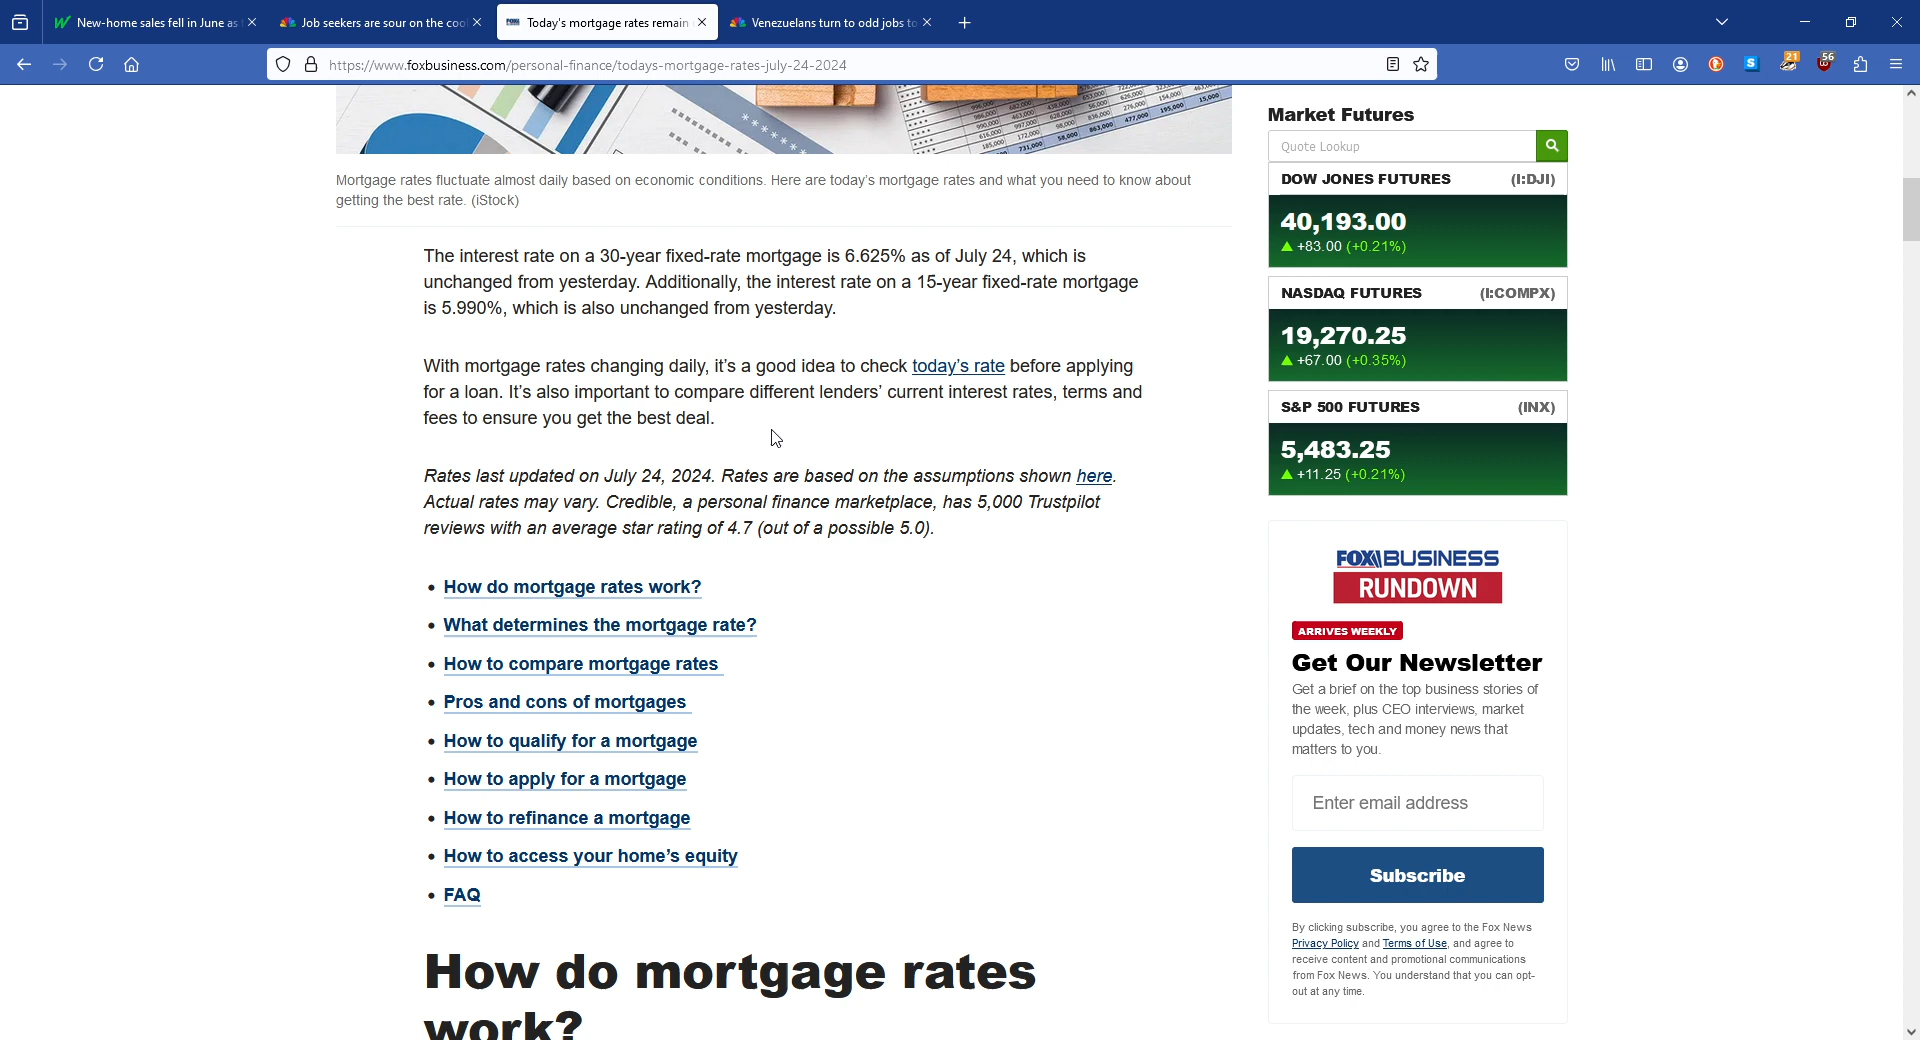 New-home sales fell in June as
Job seekers are sour on the coo
Today's mortgage rates remain
Venezuelans turn to odd jobs to
https://www.foxbusiness.com/personal-finance/todays-mortgage-rates-july-24-2024
S
21
56
Mortgage rates fluctuate almost daily based on economic conditions. Here are today's mortgage rates and what you need to know about
getting the best rate. (iStock)
The interest rate on a 30-year fixed-rate mortgage is 6.625% as of July 24, which is
unchanged from yesterday. Additionally, the interest rate on a 15-year fixed-rate mortgage
is 5.990%, which is also unchanged from yesterday.
With mortgage rates changing daily, it's a good idea to check today's rate before applying
for a loan. It's also important to compare different lenders' current interest rates, terms and
fees to ensure you get the best deal.
Rates last updated on July 24, 2024. Rates are based on the assumptions shown here.
Actual rates may vary. Credible, a personal finance marketplace, has 5,000 Trustpilot
reviews with an average star rating of 4.7 (out of a possible 5.0).
• How do mortgage rates work?
• What determines the mortgage rate?
• How to compare mortgage rates
• Pros and cons of mortgages
• How to qualify for a mortgage
• How to apply for a mortgage
• How to refinance a mortgage
• How to access your home's equity
• FAQ
How do mortgage rates
work?
Market Futures
Quote Lookup
DOW JONES FUTURES (I:DJI)
40,193.00
▲ +83.00 (+0.21%)
NASDAQ FUTURES (I:COMPX)
19,270.25
▲ +67.00 (+0.35%)
S&P 500 FUTURES (INX)
5,483.25
▲ +11.25 (+0.21%)
FOX BUSINESS
RUNDOWN
ARRIVES WEEKLY
Get Our Newsletter
Get a brief on the top business stories of
the week, plus CEO interviews, market
updates, tech and money news that
matters to you.
Enter email address
Subscribe
By clicking subscribe, you agree to the Fox News
Privacy Policy and Terms of Use, and agree to
receive content and promotional communications
from Fox News. You understand that you can opt-
out at any time.